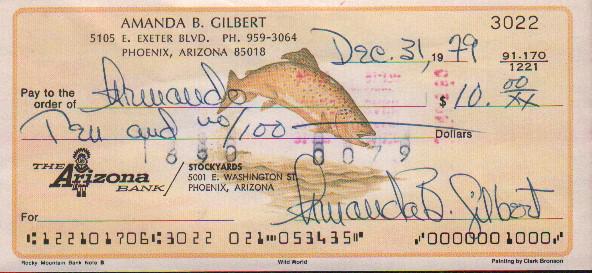 AMANDA B. GILBERT 3022
5105 E. EXETER BLVD. PH. 959-3064
PHOENIX, ARIZONA 85018
Dec. 31, 1979 91-170
1221
Pay to the order of Armando $ 10. 00/XX
Ten and no/100 Dollars
THE Arizona BANK / STOCKYARDS
5001 E. WASHINGTON ST.
PHOENIX, ARIZONA
For Amanda B. Gilbert
⑆122101706⑆3022 021⑈053435⑈ ⑈0000001000⑈
Rocky Mountain Bank Note B Wild World Painting by Clark Bronson